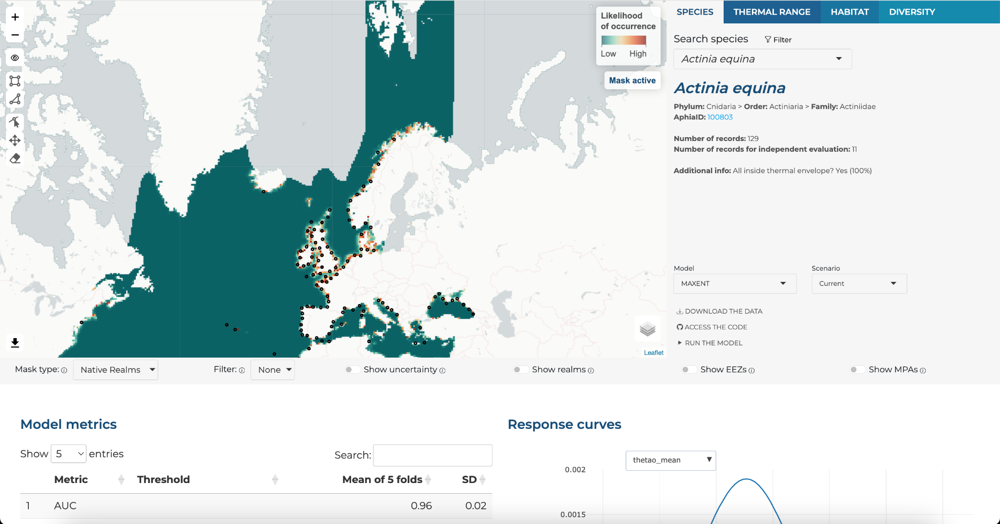 +
−
Likelihood
of occurrence
Low High
Mask active
Leaflet
SPECIES THERMAL RANGE HABITAT DIVERSITY
Search species Filter
Actinia equina
Actinia equina
Phylum: Cnidaria > Order: Actiniaria > Family: Actiniidae
AphiaID: 100803
Number of records: 129
Number of records for independent evaluation: 11
Additional info: All inside thermal envelope? Yes (100%)
Model Scenario
MAXENT Current
DOWNLOAD THE DATA
ACCESS THE CODE
RUN THE MODEL
Mask type: Native Realms Filter: None Show uncertainty Show realms Show EEZs Show MPAs
Model metrics
Show 5 entries Search:
Metric Threshold Mean of 5 folds SD
1 AUC 0.96 0.02
Response curves
thetao_mean
0.002
0.0015